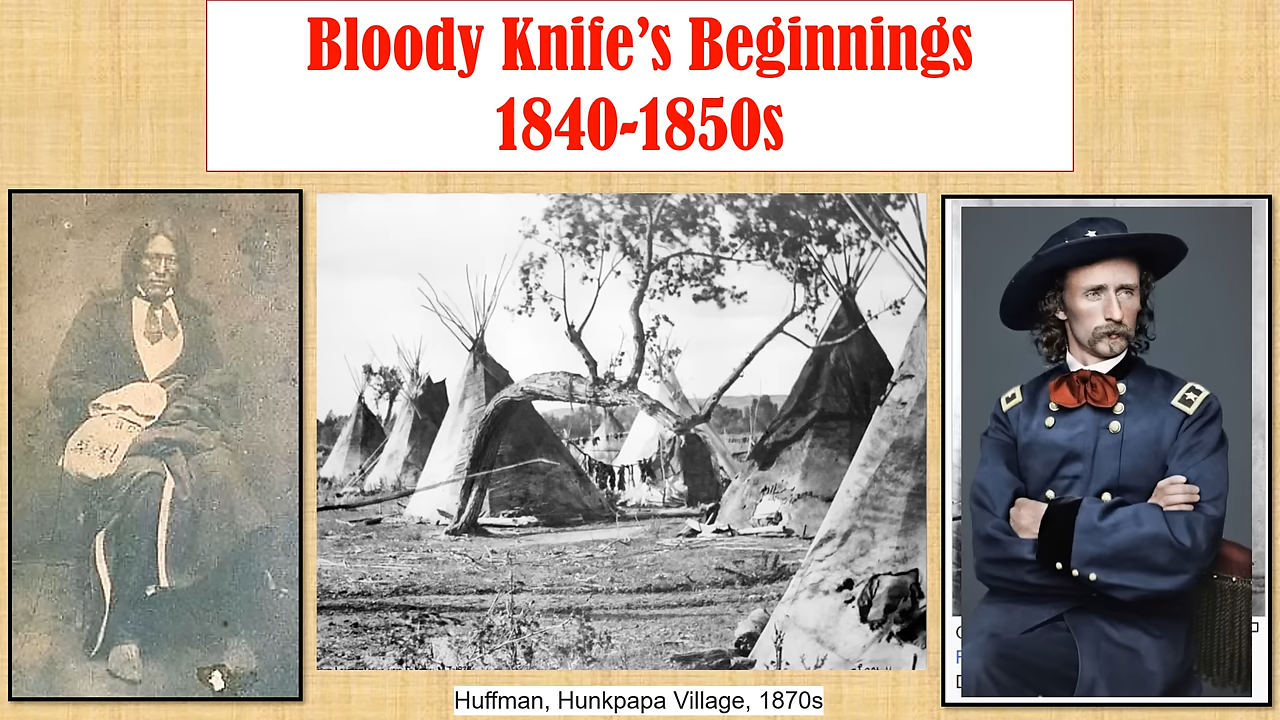 Bloody Knife’s Beginnings
1840-1850s
Huffman, Hunkpapa Village, 1870s